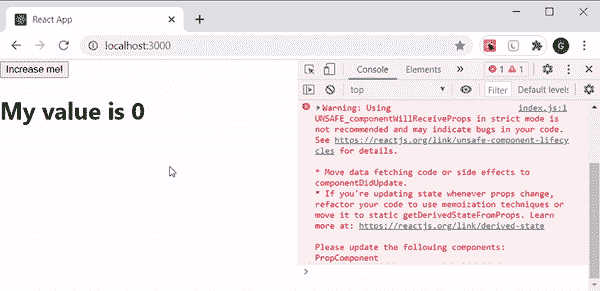 React App
localhost:3000
G
Increase me!
My value is 0
Console Elements » 1 1
top Filter Default levels
Warning: Using index.js:1
UNSAFE_componentWillReceiveProps in strict mode is
not recommended and may indicate bugs in your code.
See https://reactjs.org/link/unsafe-component-lifecy
cles for details.
* Move data fetching code or side effects to
componentDidUpdate.
* If you're updating state whenever props change,
refactor your code to use memoization techniques or
move it to static getDerivedStateFromProps. Learn
more at: https://reactjs.org/link/derived-state
Please update the following components:
PropComponent